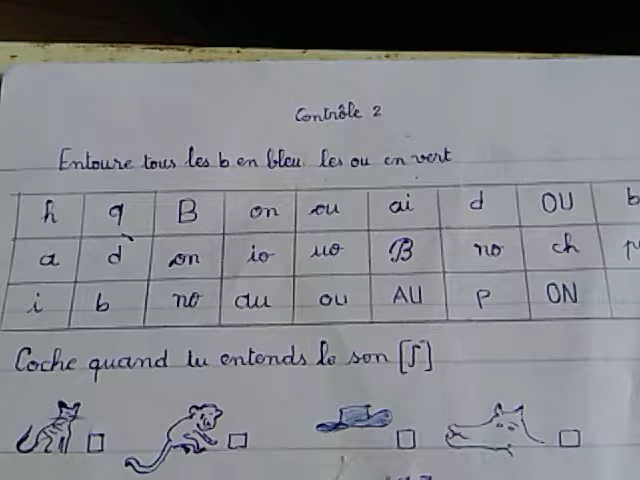 Contrôle 2
Entoure tous les b en bleu les ou en vert
h q B on ou ai d OU b
a d on io uo B no ch
i b no au ou AU p ON
Coche quand tu entends le son [ʃ]